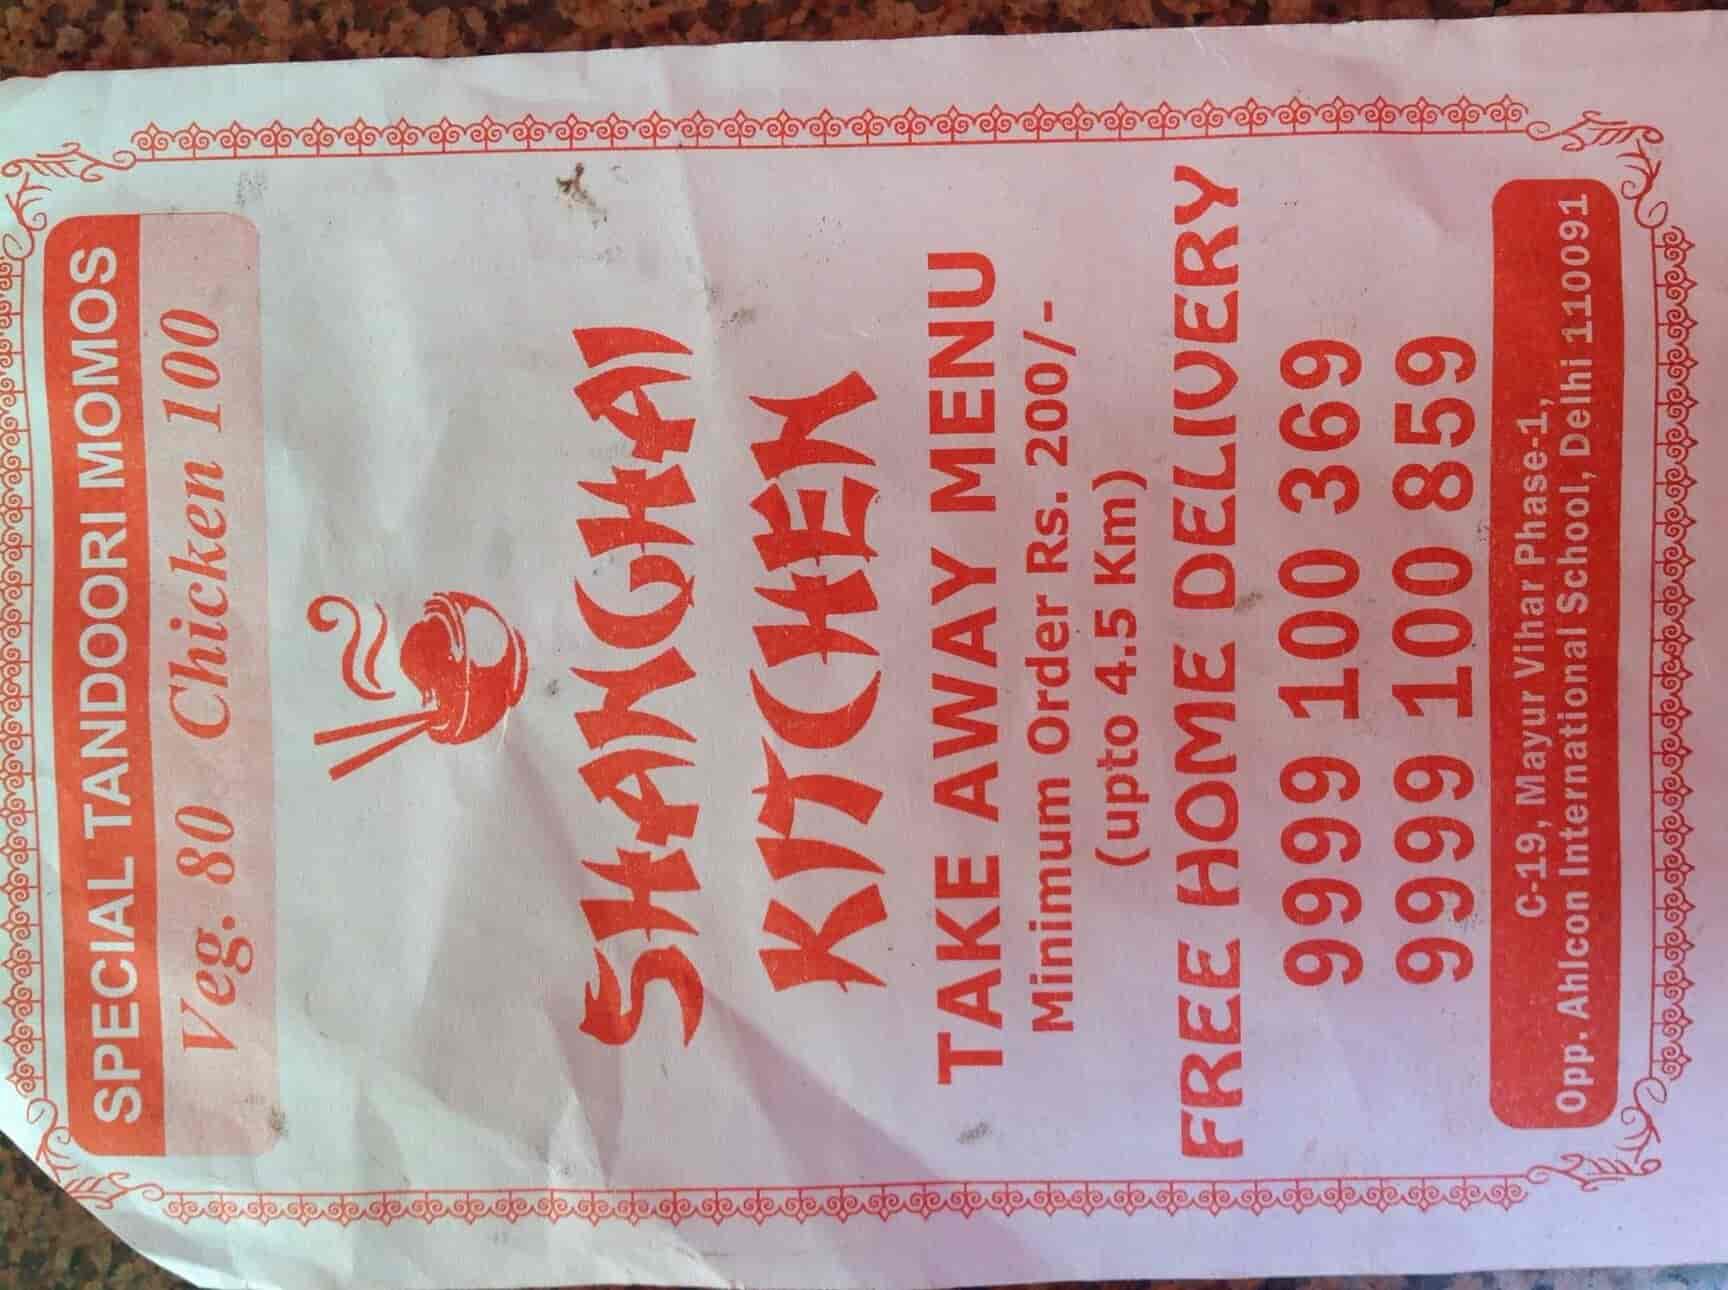 SPECIAL TANDOORI MOMOS
Veg. 80 Chicken 100
SHANGHAI
KITCHEN
TAKE AWAY MENU
Minimum Order Rs. 200/-
(upto 4.5 Km)
FREE HOME DELIVERY
9999 100 369
9999 100 859
C-19, Mayur Vihar Phase-1,
Opp. Ahlcon International School, Delhi 110091